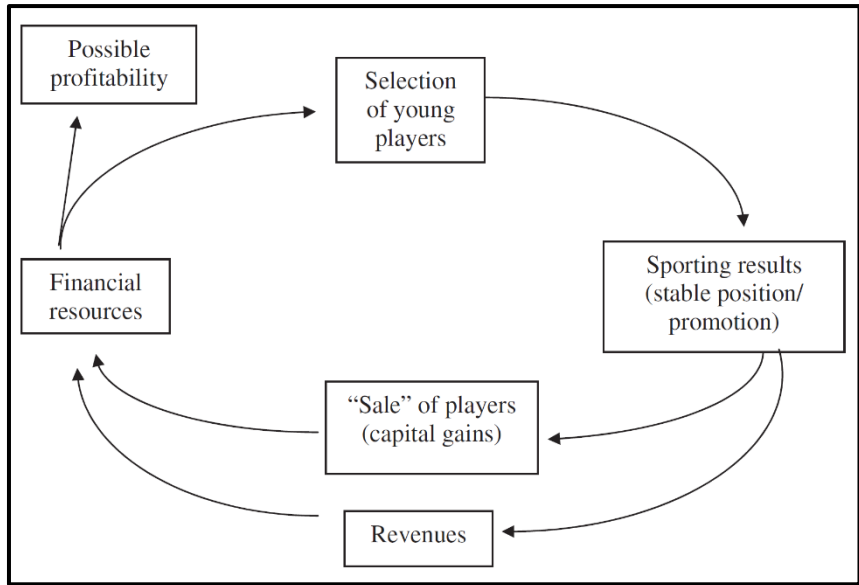 Possible
profitability
Selection
of young
players
Sporting results
(stable position/
promotion)
Financial
resources
“Sale” of players
(capital gains)
Revenues